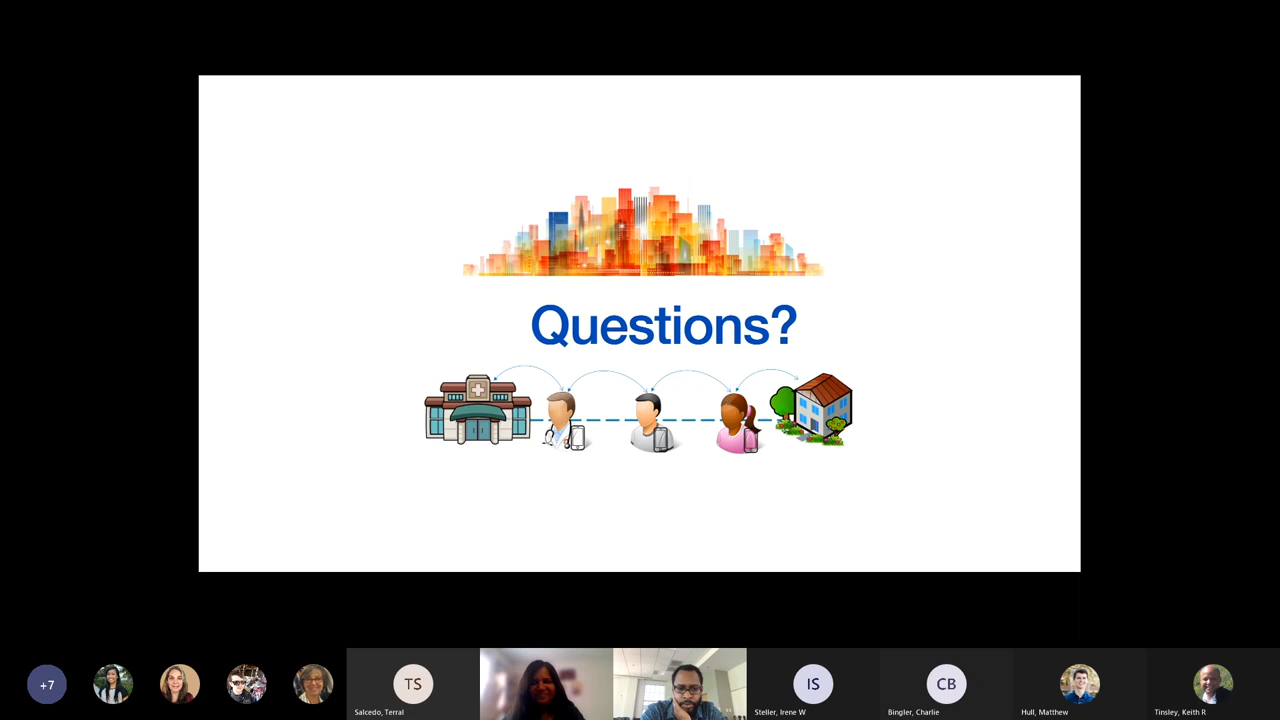 Questions?
+7
TS
Salcedo, Terral
IS
Steller, Irene W
CB
Bingler, Charlie
Hull, Matthew
Tinsley, Keith R